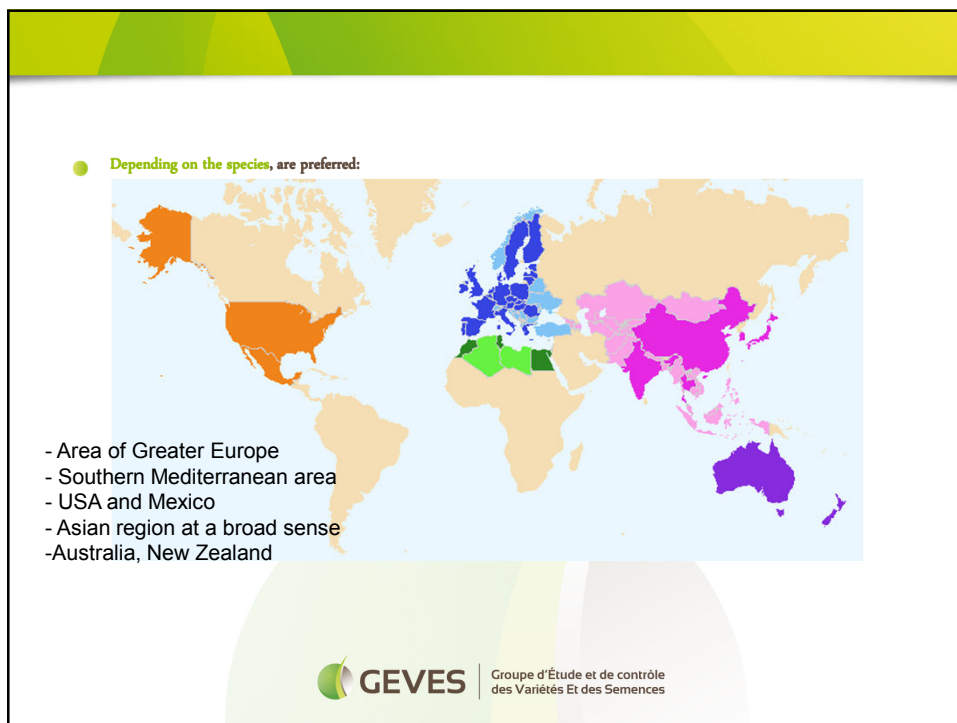 Depending on the species, are preferred:
- Area of Greater Europe
- Southern Mediterranean area
- USA and Mexico
- Asian region at a broad sense
-Australia, New Zealand
GEVES
Groupe d'Étude et de contrôle
des Variétés Et des Semences